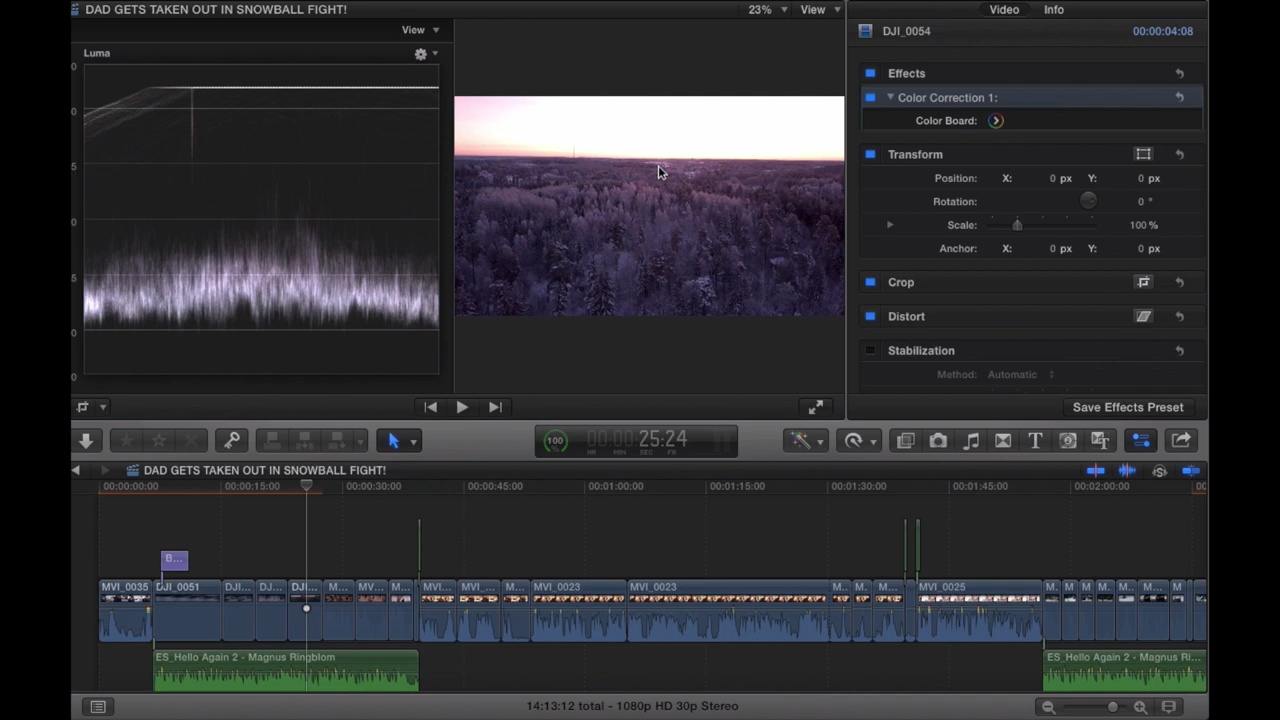 DAD GETS TAKEN OUT IN SNOWBALL FIGHT!
23%
View
Video
Info
View
DJI_0054
00:00:04:08
Luma
Effects
Color Correction 1:
Color Board:
Transform
Position: X: 0 px Y: 0 px
Rotation: 0 °
Scale: 100 %
Anchor: X: 0 px Y: 0 px
Crop
Distort
Stabilization
Method: Automatic
Save Effects Preset
100
00:00:25:24
HR MIN SEC FR
DAD GETS TAKEN OUT IN SNOWBALL FIGHT!
00:00:00:00 00:00:15:00 00:00:30:00 00:00:45:00 00:01:00:00 00:01:15:00 00:01:30:00 00:01:45:00 00:02:00:00
B...
MVI_0035 DJI_0051 DJI... DJ... DJI... M... MV... M... MVI... MVI_... M... MVI_0023 MVI_0023 M... M... M... MVI_0025 M... M M M... M... M... M
ES_Hello Again 2 - Magnus Ringblom
ES_Hello Again 2 - Magnus Ri...
14:13:12 total - 1080p HD 30p Stereo